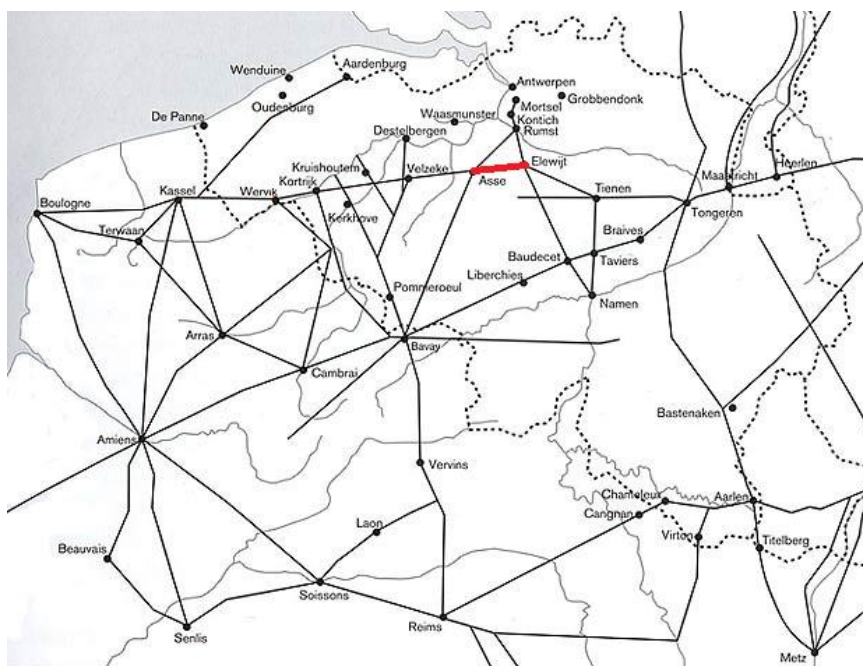 Antwerpen
Wenduine
Aardenburg
Mortsel
Grobbendonk
Oudenburg
Kontich
De Panne
Waasmunster
Rumst
Destelbergen
Elewijt
Kruishoutem
Velzeke
Heerlen
Kortrijk
Asse
Maastricht
Kassel
Wervik
Tienen
Boulogne
Kerkhove
Tongeren
Terwaan
Braives
Baudecet
Taviers
Liberchies
Pommeroeul
Namen
Arras
Bavay
Cambrai
Bastenaken
Amiens
Vervins
Chameleux
Aarlen
Cangnan
Laon
Virton
Titelberg
Beauvais
Soissons
Reims
Senlis
Metz